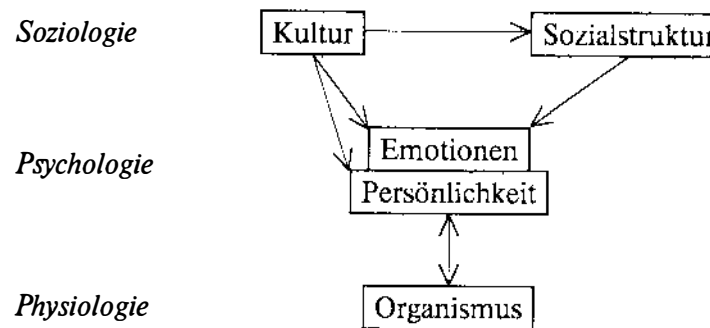 Soziologie Kultur Sozialstruktur
Emotionen
Psychologie
Persönlichkeit
Physiologie Organismus